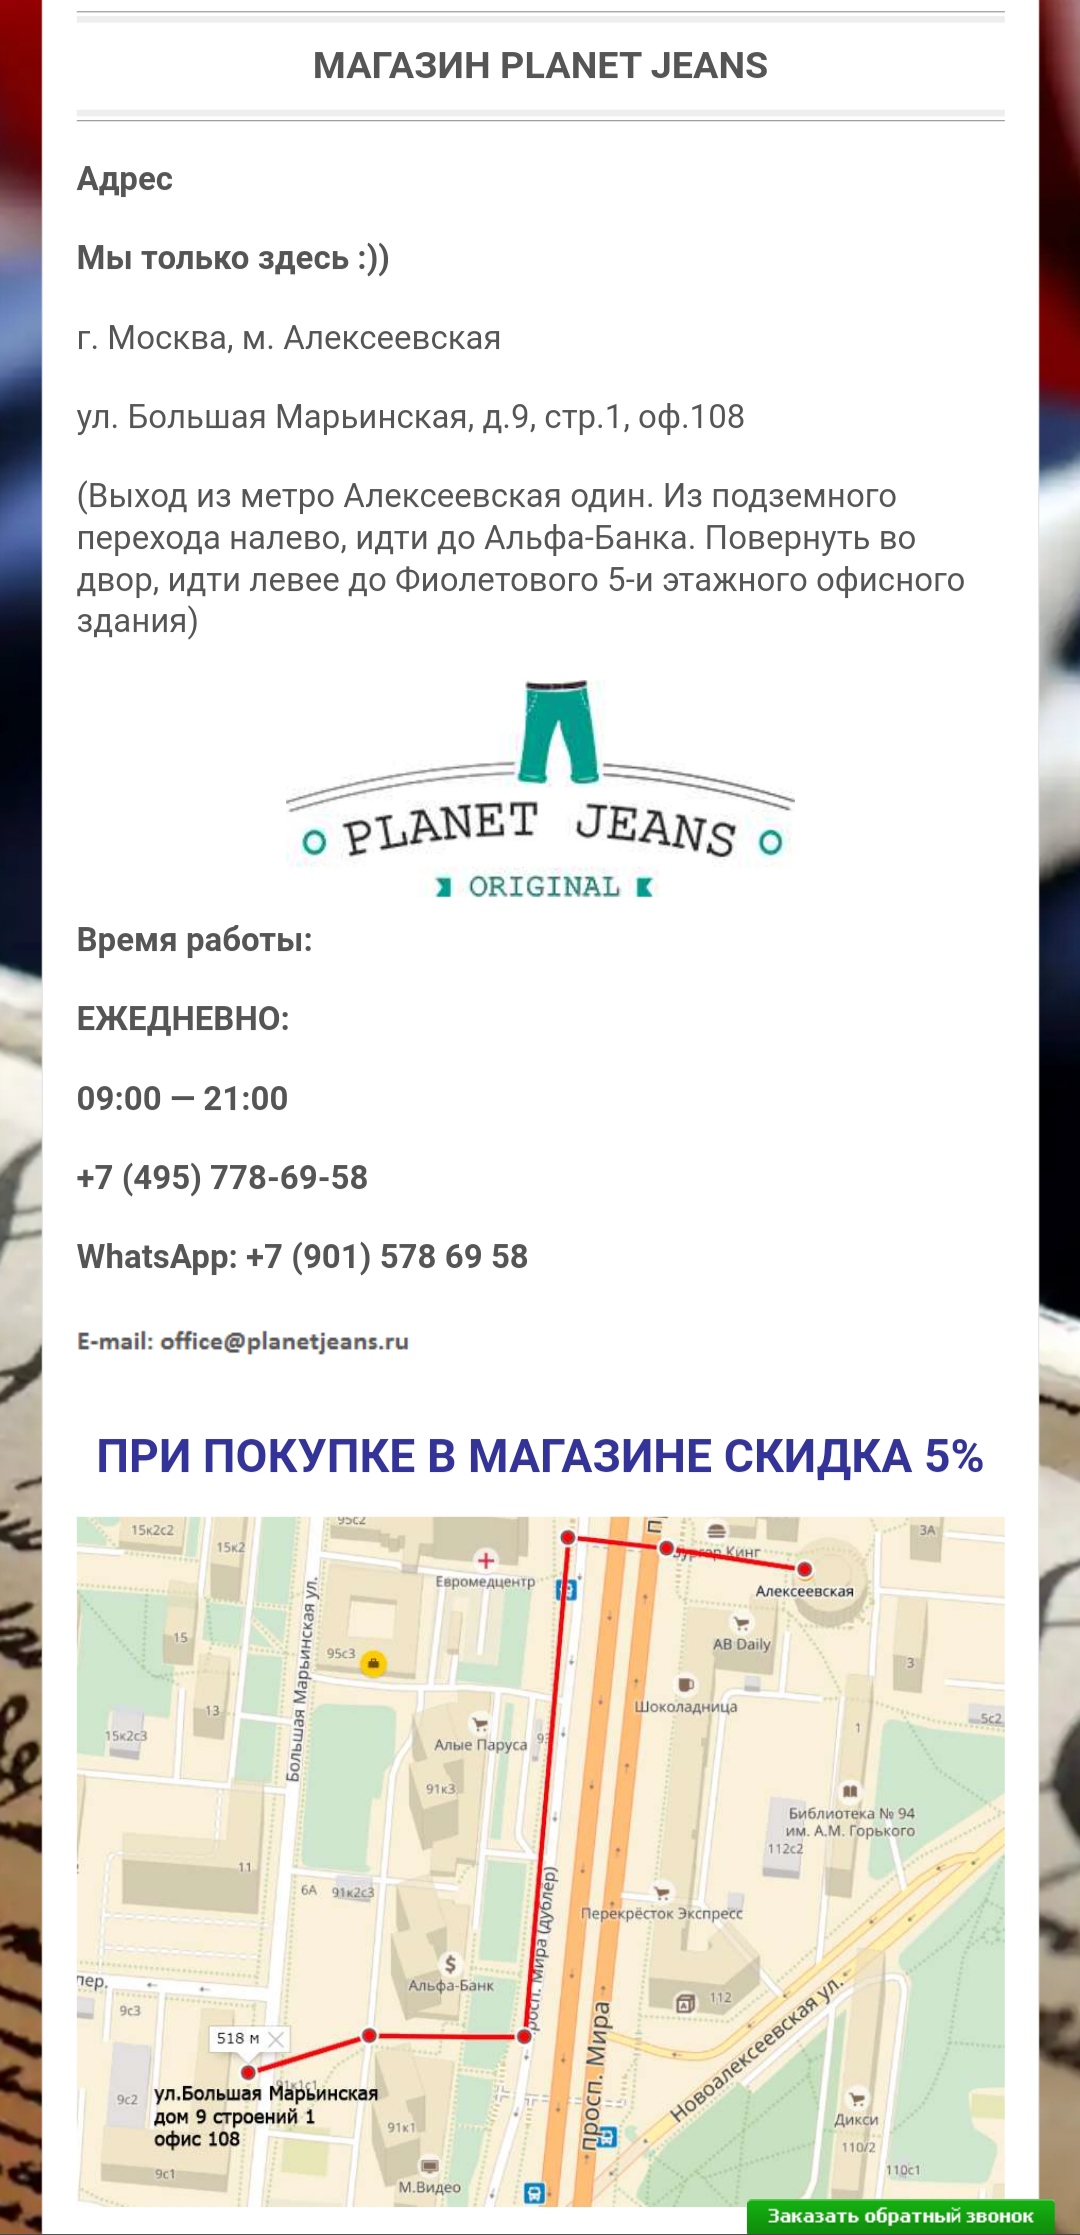 МАГАЗИН PLANET JEANS
Адрес
Мы только здесь :))
г. Москва, м. Алексеевская
ул. Большая Марьинская, д.9, стр.1, оф.108
(Выход из метро Алексеевская один. Из подземного
перехода налево, идти до Альфа-Банка. Повернуть во
двор, идти левее до Фиолетового 5-и этажного офисного
здания)
PLANET JEANS
ORIGINAL
Время работы:
ЕЖЕДНЕВНО:
09:00 — 21:00
+7 (495) 778-69-58
WhatsApp: +7 (901) 578 69 58
E-mail: office@planetjeans.ru
ПРИ ПОКУПКЕ В МАГАЗИНЕ СКИДКА 5%
15к2с2
95с2
П
3А
15к2
Кинг
Евромедцентр
Алексеевская
Большая Марьинская ул.
15
AB Daily
95с3
3
Шоколадница
13
5с2
15к2с3
Алые Паруса
1
91к3
Библиотека № 94
им. А.М. Горького
112с2
11
6А
91к2с3
просп. Мира (дублёр)
Перекрёсток Экспресс
Альфа-Банк
пер.
9с3
112
518 м
просп. Мира
Новоалексеевская ул.
91к1с1
ул.Большая Марьинская
дом 9 строений 1
офис 108
9с2
91к1
Дикси
110/2
9с1
М.Видео
110с1
Заказать обратный звонок